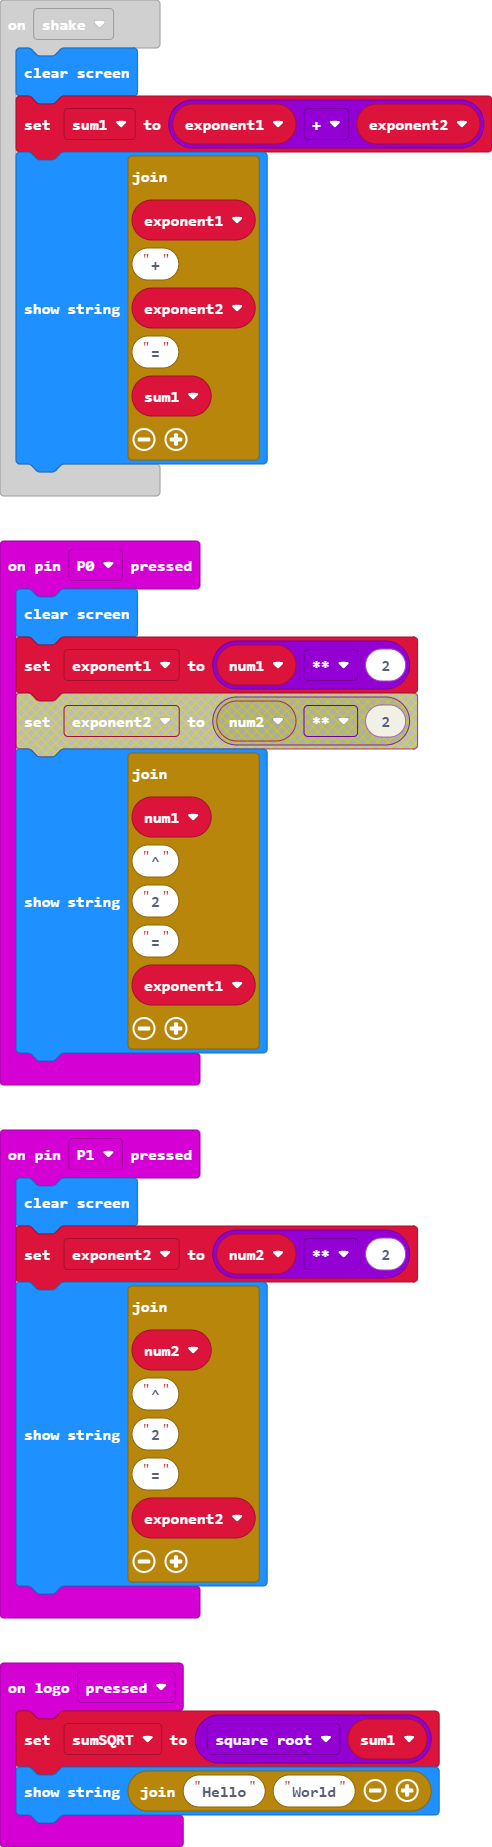 on shake
clear screen
set sum1 to exponent1 + exponent2
join
exponent1
"+"
show string exponent2
"="
sum1
on pin P0 pressed
clear screen
set exponent1 to num1 ** 2
set exponent2 to num2 ** 2
join
num1
"^"
show string "2"
"="
exponent1
on pin P1 pressed
clear screen
set exponent2 to num2 ** 2
join
num2
"^"
show string "2"
"="
exponent2
on logo pressed
set sumSQRT to square root sum1
show string join "Hello" "World"